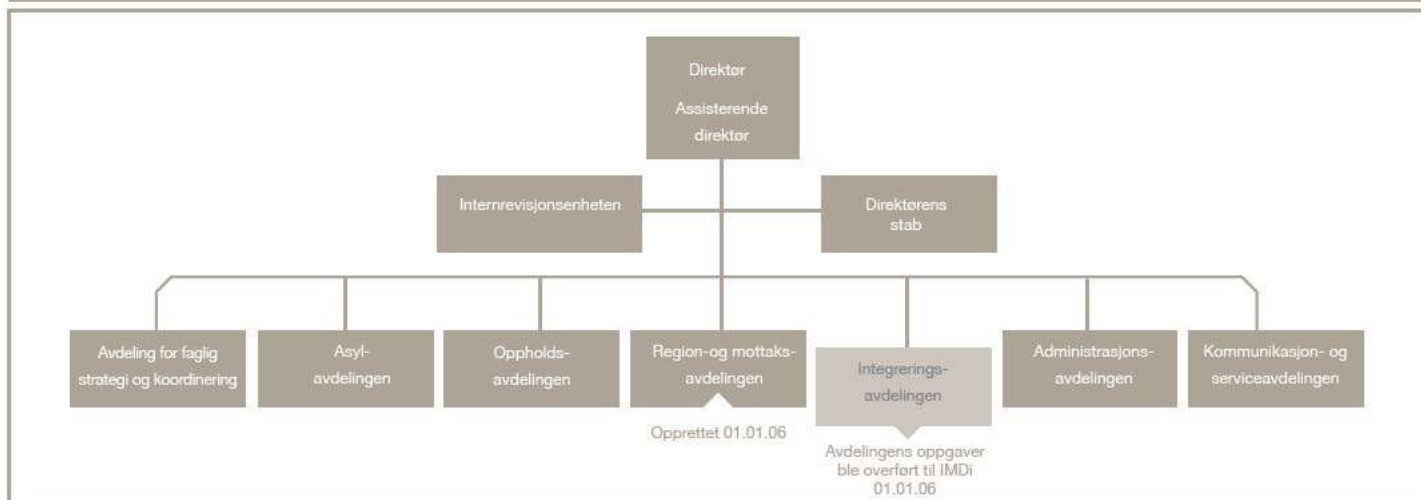 Direktør
Assisterende
direktør
Internrevisjonsenheten
Direktørens
stab
Avdeling for faglig
strategi og koordinering
Asyl-
avdelingen
Oppholds-
avdelingen
Region-og mottaks-
avdelingen
Opprettet 01.01.06
Integrerings-
avdelingen
Avdelingens oppgaver
ble overført til IMDi
01.01.06
Administrasjons-
avdelingen
Kommunikasjon- og
serviceavdelingen